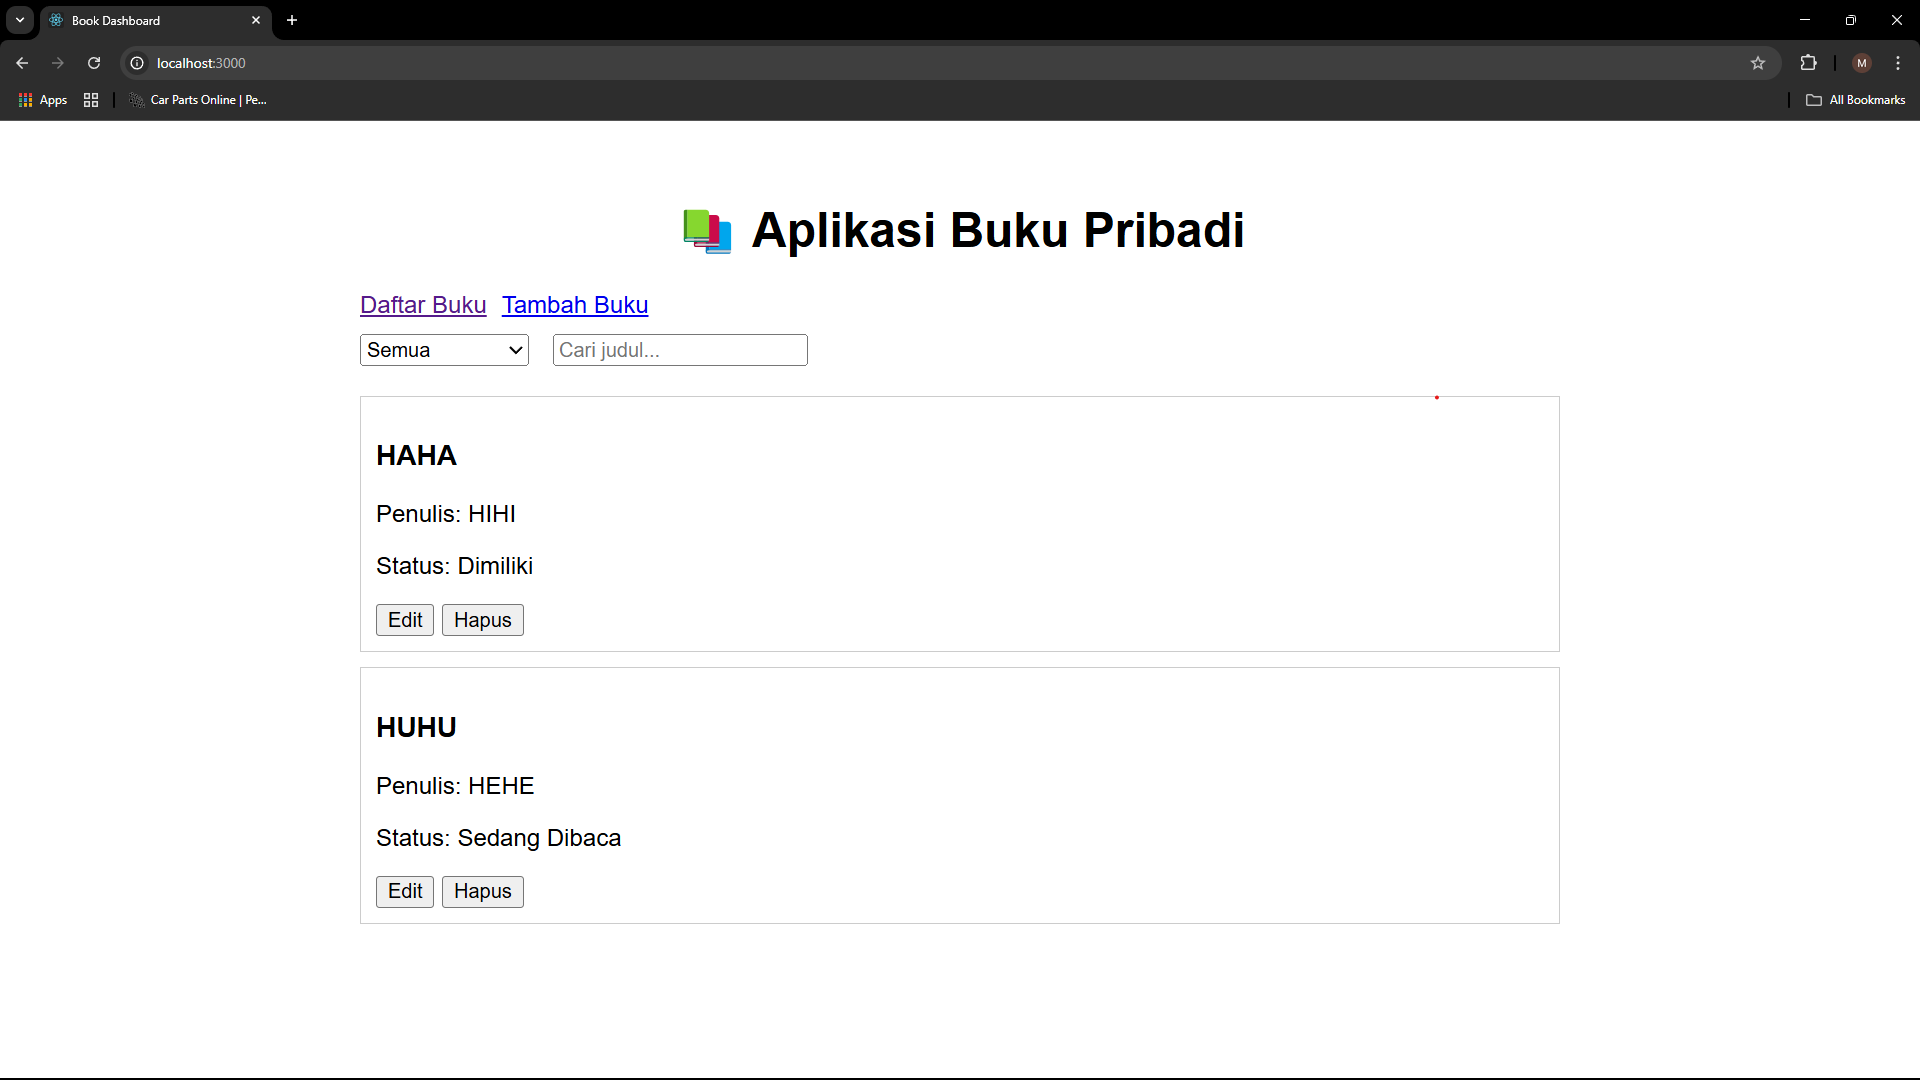 Book Dashboard
localhost:3000
M
Apps
Car Parts Online | Pe...
All Bookmarks
Aplikasi Buku Pribadi
Daftar Buku Tambah Buku
Semua Cari judul...
HAHA
Penulis: HIHI
Status: Dimiliki
Edit Hapus
HUHU
Penulis: HEHE
Status: Sedang Dibaca
Edit Hapus